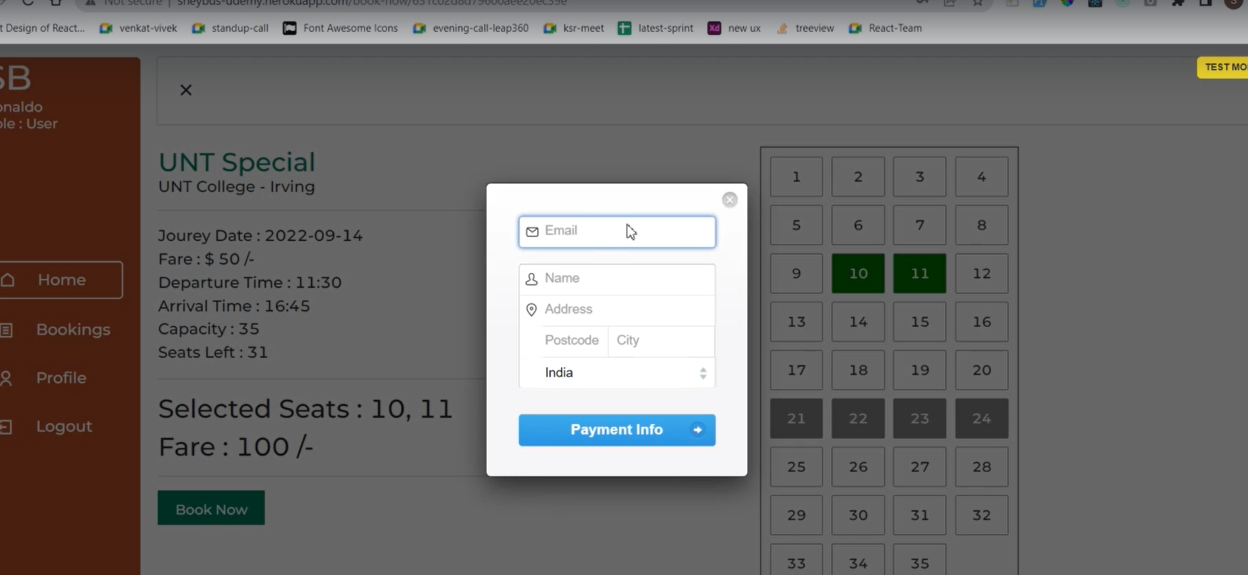 Not secure sheybus-udemy.herokuapp.com/book-now/
t Design of React... venkat-vivek standup-call Font Awesome Icons evening-call-leap360 ksr-meet latest-sprint Xd new ux treeview React-Team
SB
onaldo
ole : User
TEST MO
UNT Special
UNT College - Irving
Jourey Date : 2022-09-14
Fare : $ 50 /-
Departure Time : 11:30
Arrival Time : 16:45
Capacity : 35
Seats Left : 31
Selected Seats : 10, 11
Fare : 100 /-
Book Now
Home
Bookings
Profile
Logout
Email
Name
Address
Postcode City
India
Payment Info
1 2 3 4
5 6 7 8
9 10 11 12
13 14 15 16
17 18 19 20
21 22 23 24
25 26 27 28
29 30 31 32
33 34 35